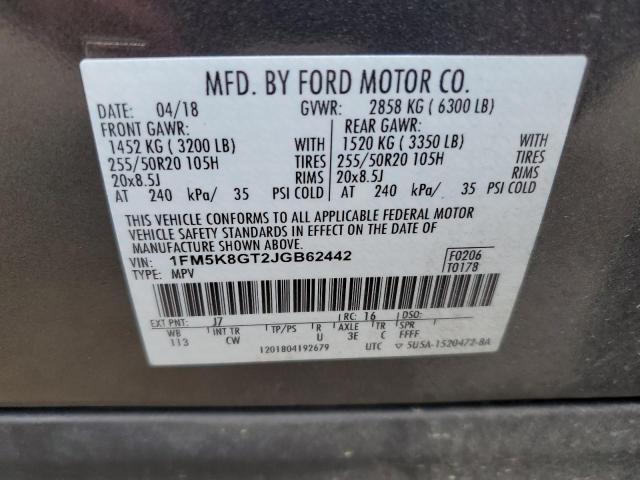 MFD. BY FORD MOTOR CO.
DATE: 04/18 GVWR: 2858 KG ( 6300 LB)
FRONT GAWR: REAR GAWR:
1452 KG ( 3200 LB) WITH 1520 KG ( 3350 LB) WITH
255/50R20 105H TIRES 255/50R20 105H TIRES
20x8.5J RIMS 20x8.5J RIMS
AT 240 kPa/ 35 PSI COLD AT 240 kPa/ 35 PSI COLD
THIS VEHICLE CONFORMS TO ALL APPLICABLE FEDERAL MOTOR
VEHICLE SAFETY STANDARDS IN EFFECT ON THE DATE OF
MANUFACTURE SHOWN ABOVE.
VIN: 1FM5K8GT2JGB62442 F0206
TYPE: MPV T0178
EXT PNT: J7 RC: 16 DSO:
WB INT TR TP/PS R AXLE TR SPR
113 CW U 3E C FFFF
1201804192679 UTC ▽ 5U5A-1520472-8A